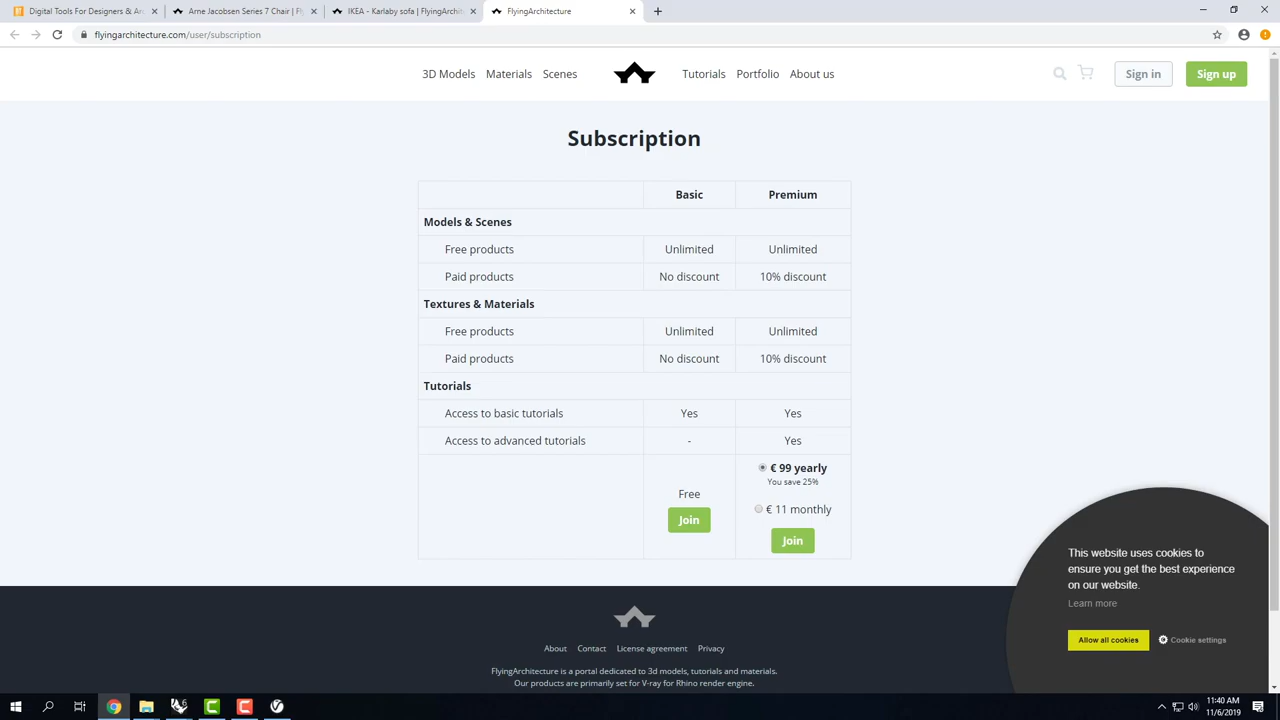 Digital Tools For Designers & Ar
Arne Jacobsen Series 7 Chair | Fl
IKEA - Karlaby sofa | FlyingArchite
FlyingArchitecture
flyingarchitecture.com/user/subscription
3D Models Materials Scenes Tutorials Portfolio About us Sign in Sign up
Subscription
Basic Premium
Models & Scenes
Free products Unlimited Unlimited
Paid products No discount 10% discount
Textures & Materials
Free products Unlimited Unlimited
Paid products No discount 10% discount
Tutorials
Access to basic tutorials Yes Yes
Access to advanced tutorials - Yes
€ 99 yearly
You save 25%
Free
€ 11 monthly
Join
Join
This website uses cookies to
ensure you get the best experience
on our website.
Learn more
Allow all cookies Cookie settings
About Contact License agreement Privacy
FlyingArchitecture is a portal dedicated to 3d models, tutorials and materials.
Our products are primarily set for V-ray for Rhino render engine.
11:40 AM
11/6/2019